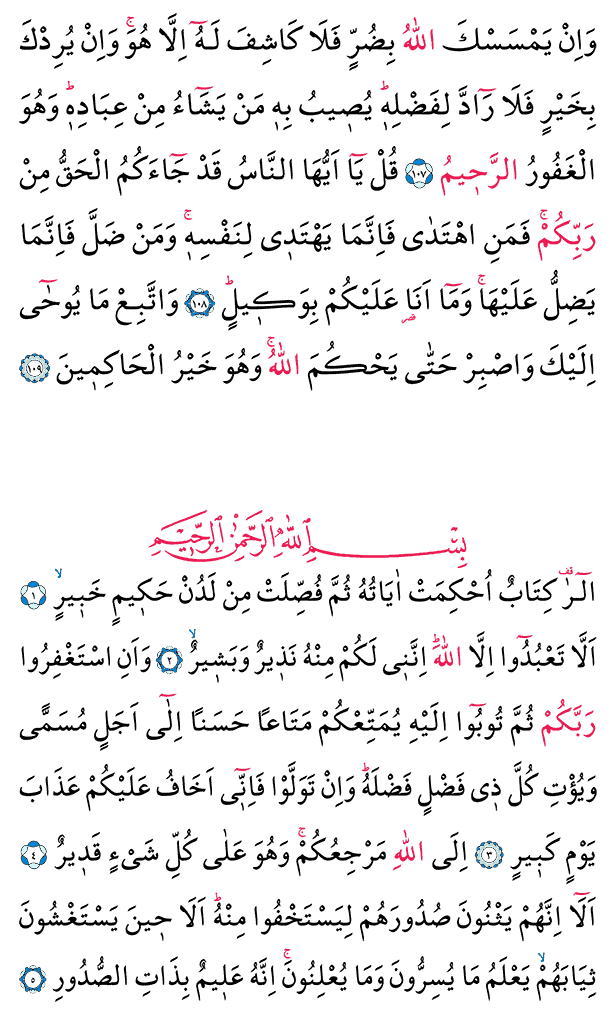 وَاِنْ يَمْسَسْكَ اللّٰهُ بِضُرٍّ فَلَا كَاشِفَ لَهُٓ اِلَّا هُوَۚ وَاِنْ يُرِدْكَ
بِخَيْرٍ فَلَا رَٓادَّ لِفَضْلِه۪ۜ يُص۪يبُ بِه۪ مَنْ يَشَٓاءُ مِنْ عِبَادِه۪ۜ وَهُوَ
الْغَفُورُ الرَّح۪يمُ ﴿١٠٧﴾ قُلْ يَٓا اَيُّهَا النَّاسُ قَدْ جَٓاءَكُمُ الْحَقُّ مِنْ
رَبِّكُمْۚ فَمَنِ اهْتَدٰى فَاِنَّمَا يَهْتَد۪ي لِنَفْسِه۪ۚ وَمَنْ ضَلَّ فَاِنَّمَا
يَضِلُّ عَلَيْهَاۚ وَمَٓا اَنَا۬ عَلَيْكُمْ بِوَك۪يلٍۜ ﴿١٠٨﴾ وَاتَّبِعْ مَا يُوحٰٓى
اِلَيْكَ وَاصْبِرْ حَتّٰى يَحْكُمَ اللّٰهُۚ وَهُوَ خَيْرُ الْحَاكِم۪ينَ ﴿١٠٩﴾
بِسْمِ اللّٰهِ الرَّحْمٰنِ الرَّح۪يمِ
الٓرٰ۠ كِتَابٌ اُحْكِمَتْ اٰيَاتُهُ ثُمَّ فُصِّلَتْ مِنْ لَدُنْ حَك۪يمٍ خَب۪يرٍۙ ﴿١﴾
اَلَّا تَعْبُدُٓوا اِلَّا اللّٰهَۜ اِنَّن۪ي لَكُمْ مِنْهُ نَذ۪يرٌ وَبَش۪يرٌۙ ﴿٢﴾ وَاَنِ اسْتَغْفِرُوا
رَبَّكُمْ ثُمَّ تُوبُٓوا اِلَيْهِ يُمَتِّعْكُمْ مَتَاعًا حَسَنًا اِلٰٓى اَجَلٍ مُسَمًّى
وَيُؤْتِ كُلَّ ذ۪ي فَضْلٍ فَضْلَهُۜ وَاِنْ تَوَلَّوْا فَاِنّ۪ٓي اَخَافُ عَلَيْكُمْ عَذَابَ
يَوْمٍ كَب۪يرٍ ﴿٣﴾ اِلَى اللّٰهِ مَرْجِعُكُمْۚ وَهُوَ عَلٰى كُلِّ شَيْءٍ قَد۪يرٌ ﴿٤﴾
اَلَٓا اِنَّهُمْ يَثْنُونَ صُدُورَهُمْ لِيَسْتَخْفُوا مِنْهُۜ اَلَا ح۪ينَ يَسْتَغْشُونَ
ثِيَابَهُمْۙ يَعْلَمُ مَا يُسِرُّونَ وَمَا يُعْلِنُونَۚ اِنَّهُ عَل۪يمٌ بِذَاتِ الصُّدُورِ ﴿٥﴾